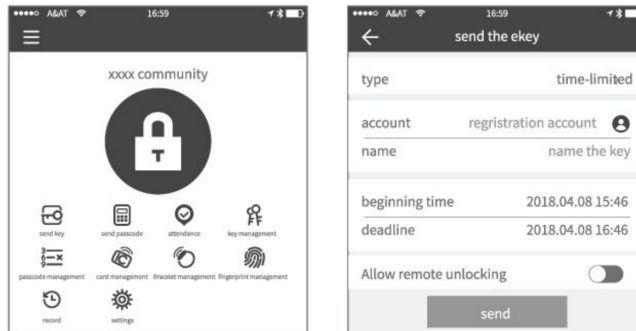 A&AT 16:59
xxxx community
T
send key send passcode attendance key management
passcode management card management Bracelet management fingerprint management
record settings
A&AT 16:59
send the ekey
type time-limited
account regristration account
name name the key
beginning time 2018.04.08 15:46
deadline 2018.04.08 16:46
Allow remote unlocking
send